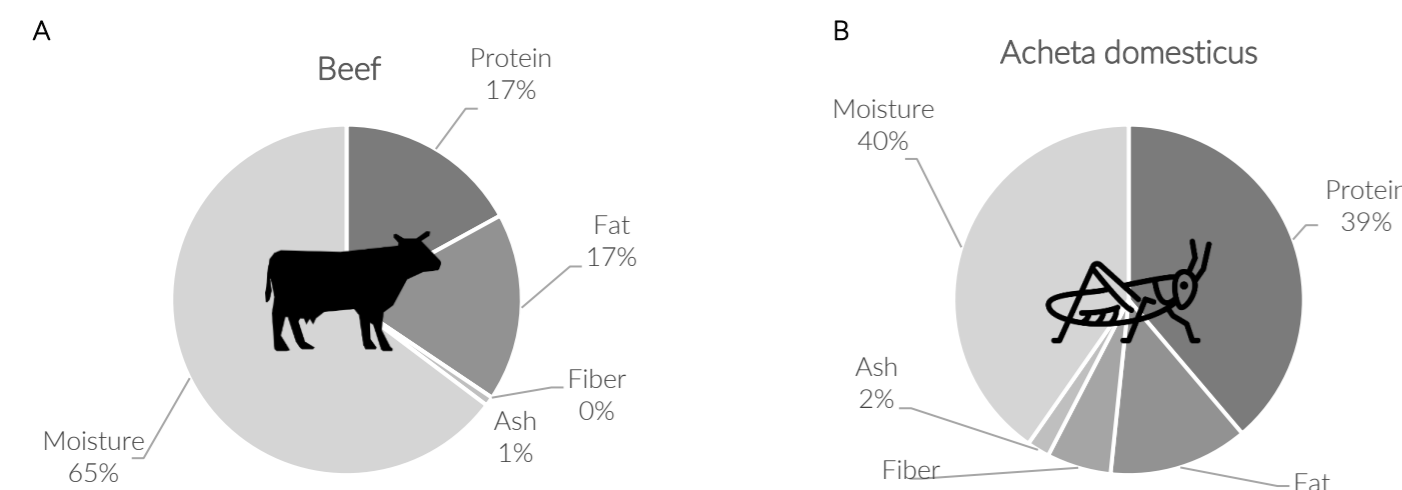 A
Beef
Protein
17%
Fat
17%
Fiber
0%
Ash
1%
Moisture
65%
B
Acheta domesticus
Moisture
40%
Protein
39%
Ash
2%
Fiber
Fat